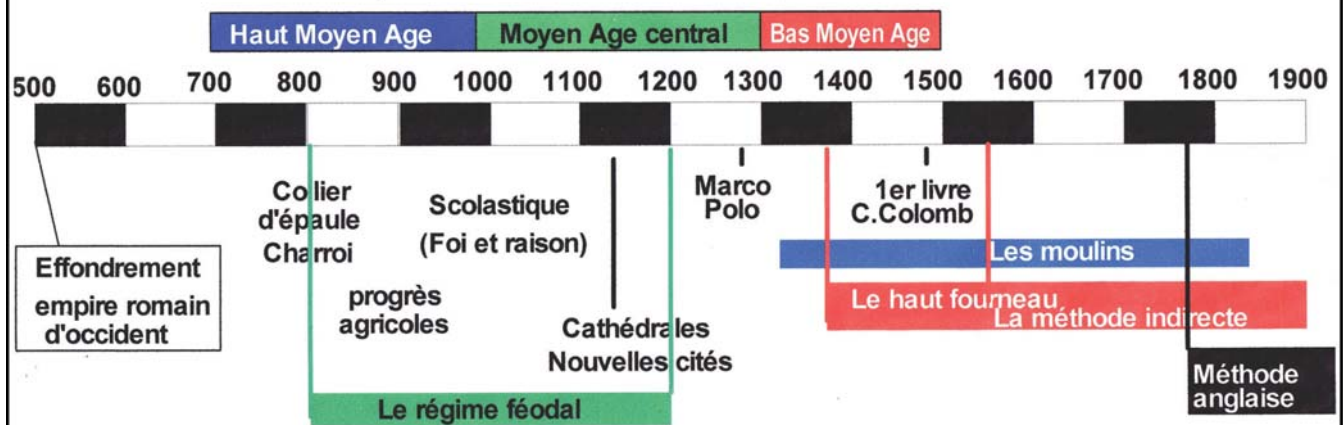 Haut Moyen Age Moyen Age central Bas Moyen Age
500 600 700 800 900 1000 1100 1200 1300 1400 1500 1600 1700 1800 1900
Effondrement
empire romain
d'occident
Collier
d'épaule
Charroi
progrès
agricoles
Scolastique
(Foi et raison)
Cathédrales
Nouvelles cités
Marco
Polo
1er livre
C.Colomb
Les moulins
Le haut fourneau
La méthode indirecte
Méthode
anglaise
Le régime féodal